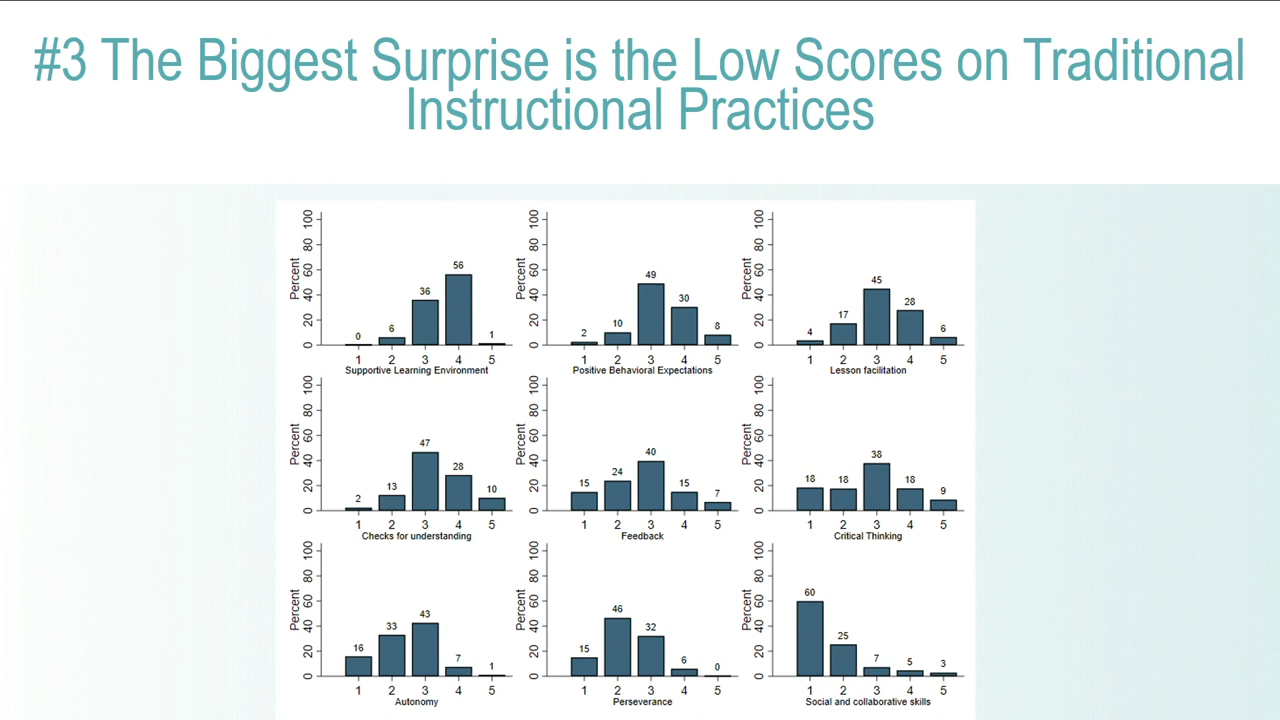 #3 The Biggest Surprise is the Low Scores on Traditional
Instructional Practices
Percent
0 20 40 60 80 100
0 6 36 56 1
1 2 3 4 5
Supportive Learning Environment
Percent
0 20 40 60 80 100
2 10 49 30 8
1 2 3 4 5
Positive Behavioral Expectations
Percent
0 20 40 60 80 100
4 17 45 28 6
1 2 3 4 5
Lesson facilitation
Percent
0 20 40 60 80 100
2 13 47 28 10
1 2 3 4 5
Checks for understanding
Percent
0 20 40 60 80 100
15 24 40 15 7
1 2 3 4 5
Feedback
Percent
0 20 40 60 80 100
18 18 38 18 9
1 2 3 4 5
Critical Thinking
Percent
0 20 40 60 80 100
16 33 43 7 1
1 2 3 4 5
Autonomy
Percent
0 20 40 60 80 100
15 46 32 6 0
1 2 3 4 5
Perseverance
Percent
0 20 40 60 80 100
60 25 7 5 3
1 2 3 4 5
Social and collaborative skills